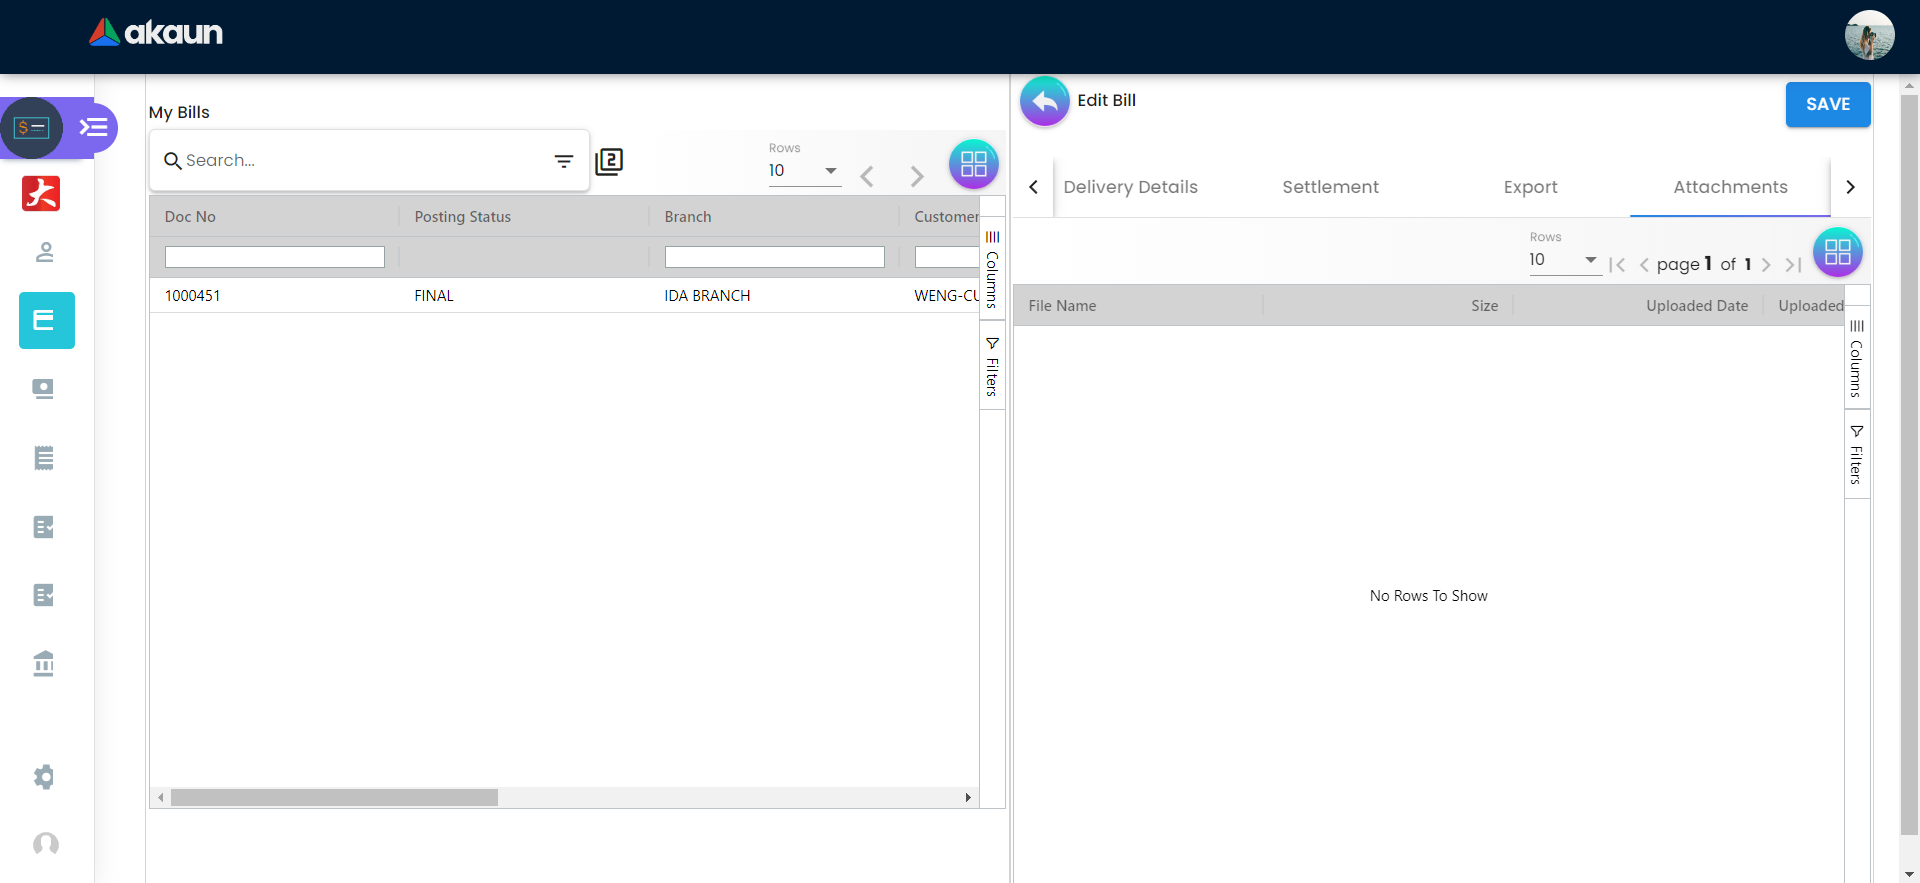 akaun
My Bills
Search...
2
Rows
10
Doc No
Posting Status
Branch
Customer
1000451
FINAL
IDA BRANCH
WENG-CU
Columns
Filters
Edit Bill
SAVE
Delivery Details
Settlement
Export
Attachments
Rows
10
page 1 of 1
File Name
Size
Uploaded Date
Uploaded
Columns
Filters
No Rows To Show